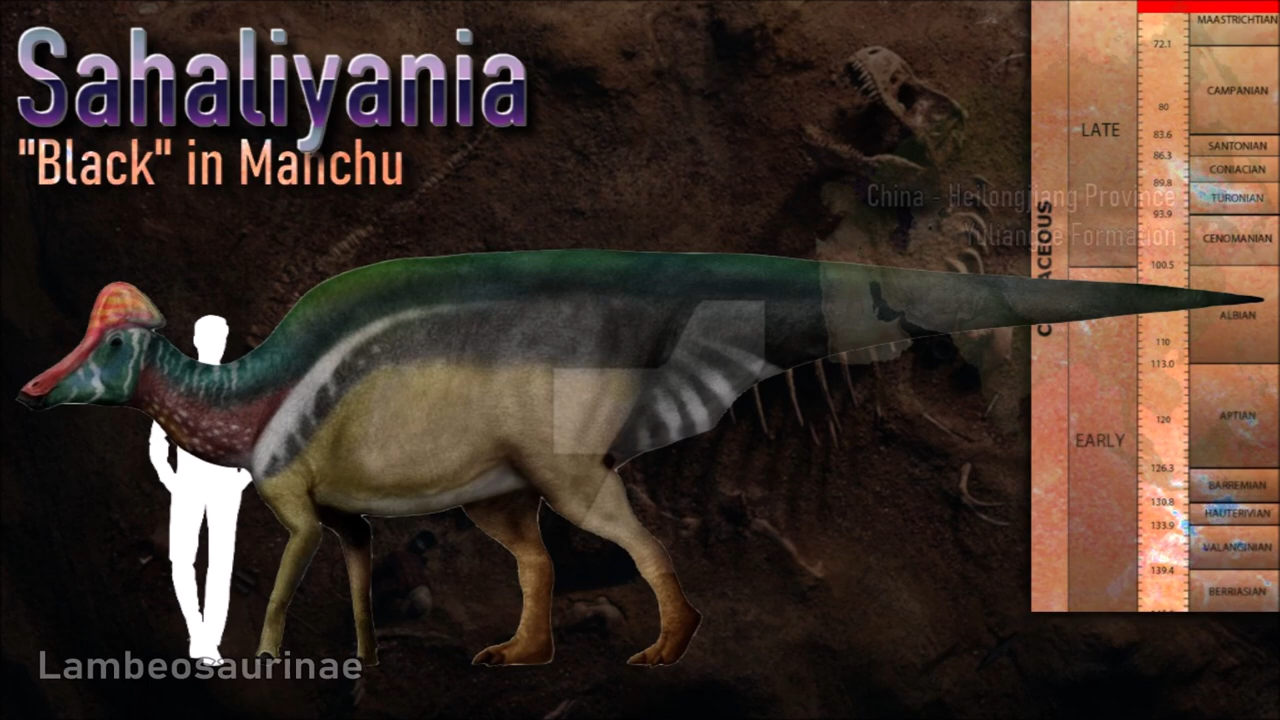 Sahaliyania
"Black" in Manchu
China - Heilongjiang Province
Yuliangze Formation
Lambeosaurinae
CRETACEOUS
LATE
EARLY
72.1
80
83.6
86.3
89.8
93.9
100.5
110
113.0
120
126.3
130.8
133.9
139.4
MAASTRICHTIAN
CAMPANIAN
SANTONIAN
CONIACIAN
TURONIAN
CENOMANIAN
ALBIAN
APTIAN
BARREMIAN
HAUTERIVIAN
VALANGINIAN
BERRIASIAN